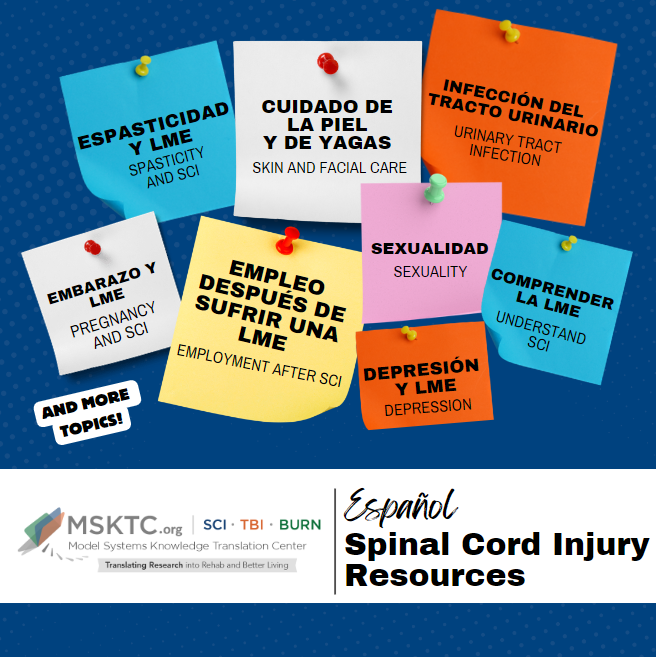 ESPASTICIDAD
Y LME
SPASTICITY
AND SCI
CUIDADO DE
LA PIEL
Y DE YAGAS
SKIN AND FACIAL CARE
INFECCIÓN DEL
TRACTO URINARIO
URINARY TRACT
INFECTION
EMBARAZO Y
LME
PREGNANCY
AND SCI
EMPLEO
DESPUÉS DE
SUFRIR UNA
LME
EMPLOYMENT AFTER SCI
SEXUALIDAD
SEXUALITY
COMPRENDER
LA LME
UNDERSTAND
SCI
DEPRESIÓN
Y LME
DEPRESSION
AND MORE
TOPICS!
MSKTC.org | SCI · TBI · BURN
Model Systems Knowledge Translation Center
Translating Research into Rehab and Better Living
Español
Spinal Cord Injury
Resources